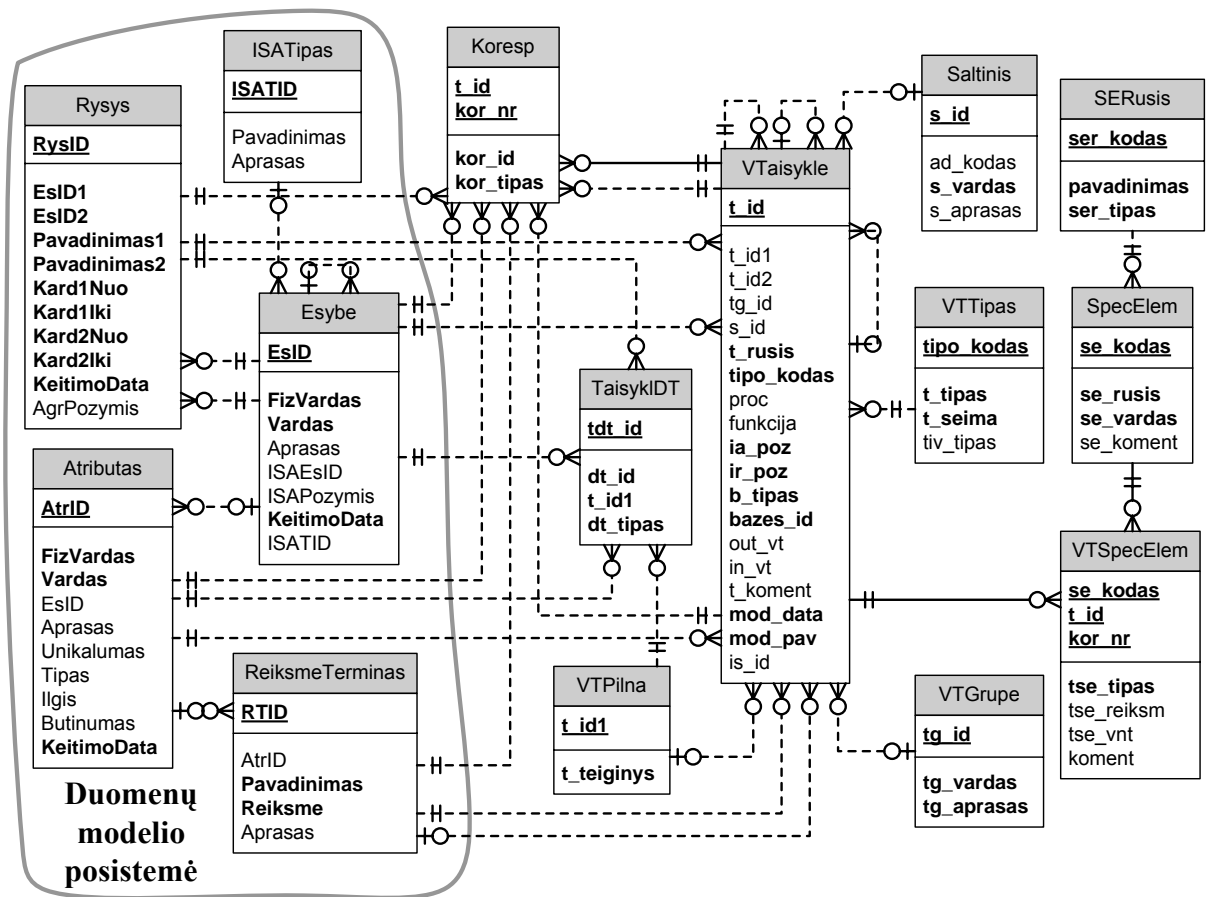 ISATipas
ISATID
Pavadinimas
Aprasas
Rysys
RysID
EsID1
EsID2
Pavadinimas1
Pavadinimas2
Kard1Nuo
Kard1Iki
Kard2Nuo
Kard2Iki
KeitimoData
AgrPozymis
Esybe
EsID
FizVardas
Vardas
Aprasas
ISAEsID
ISAPozymis
KeitimoData
ISATID
Atributas
AtrID
FizVardas
Vardas
EsID
Aprasas
Unikalumas
Tipas
Ilgis
Butinumas
KeitimoData
ReiksmeTerminas
RTID
AtrID
Pavadinimas
Reiksme
Aprasas
Duomenų
modelio
posistemė
Koresp
t_id
kor_nr
kor_id
kor_tipas
TaisyklDT
tdt_id
dt_id
t_id1
dt_tipas
VTPilna
t_id1
t_teiginys
VTaisykle
t_id
t_id1
t_id2
tg_id
s_id
t_rusis
tipo_kodas
proc
funkcija
ia_poz
ir_poz
b_tipas
bazes_id
out_vt
in_vt
t_koment
mod_data
mod_pav
is_id
Saltinis
s_id
ad_kodas
s_vardas
s_aprasas
VTTipas
tipo_kodas
t_tipas
t_seima
tiv_tipas
VTGrupe
tg_id
tg_vardas
tg_aprasas
SERusis
ser_kodas
pavadinimas
ser_tipas
SpecElem
se_kodas
se_rusis
se_vardas
se_koment
VTSpecElem
se_kodas
t_id
kor_nr
tse_tipas
tse_reiksm
tse_vnt
koment